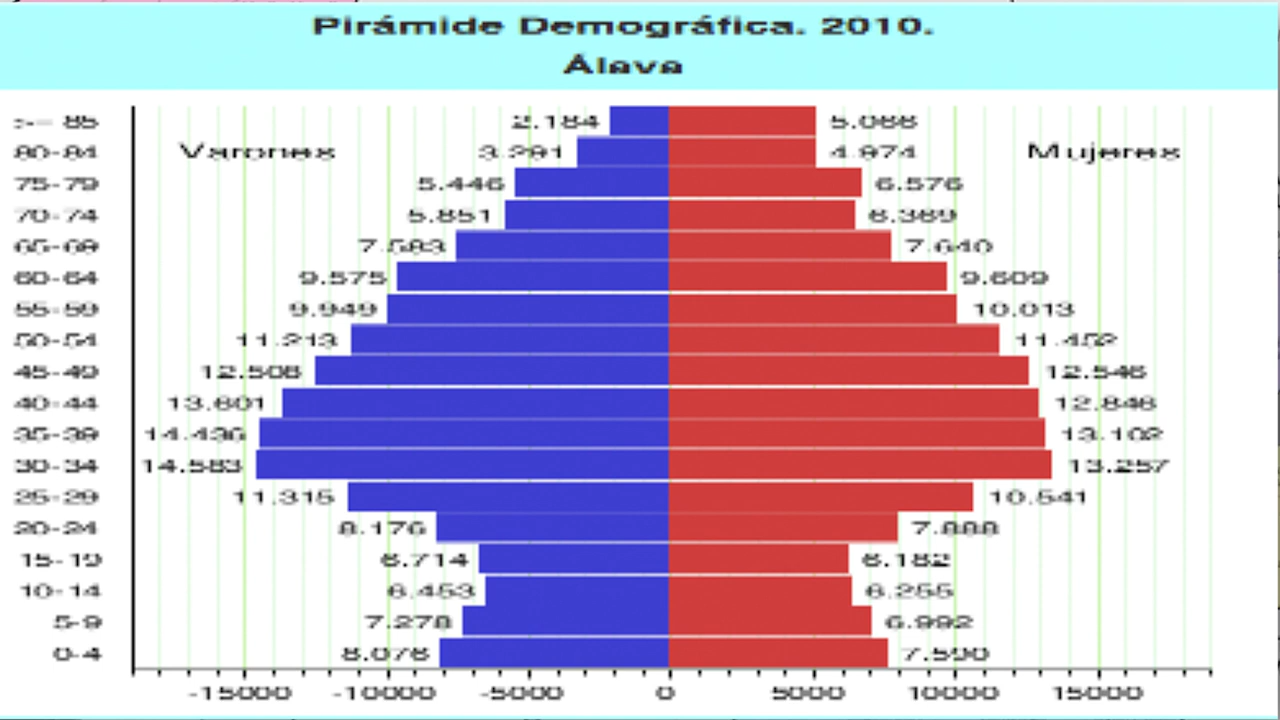 Pirámide Demográfica. 2010.
Álava
>= 85 2.184 5.066
80-84 Varones 3.291 4.974 Mujeres
75-79 5.446 6.576
70-74 5.851 6.369
65-69 7.583 7.640
60-64 9.575 9.609
55-59 9.949 10.013
50-54 11.213 11.452
45-49 12.508 12.546
40-44 13.601 12.846
35-39 14.436 13.102
30-34 14.583 13.257
25-29 11.315 10.541
20-24 8.176 7.888
15-19 6.714 6.182
10-14 6.453 6.255
5-9 7.278 6.992
0-4 8.076 7.590
-15000 -10000 -5000 0 5000 10000 15000